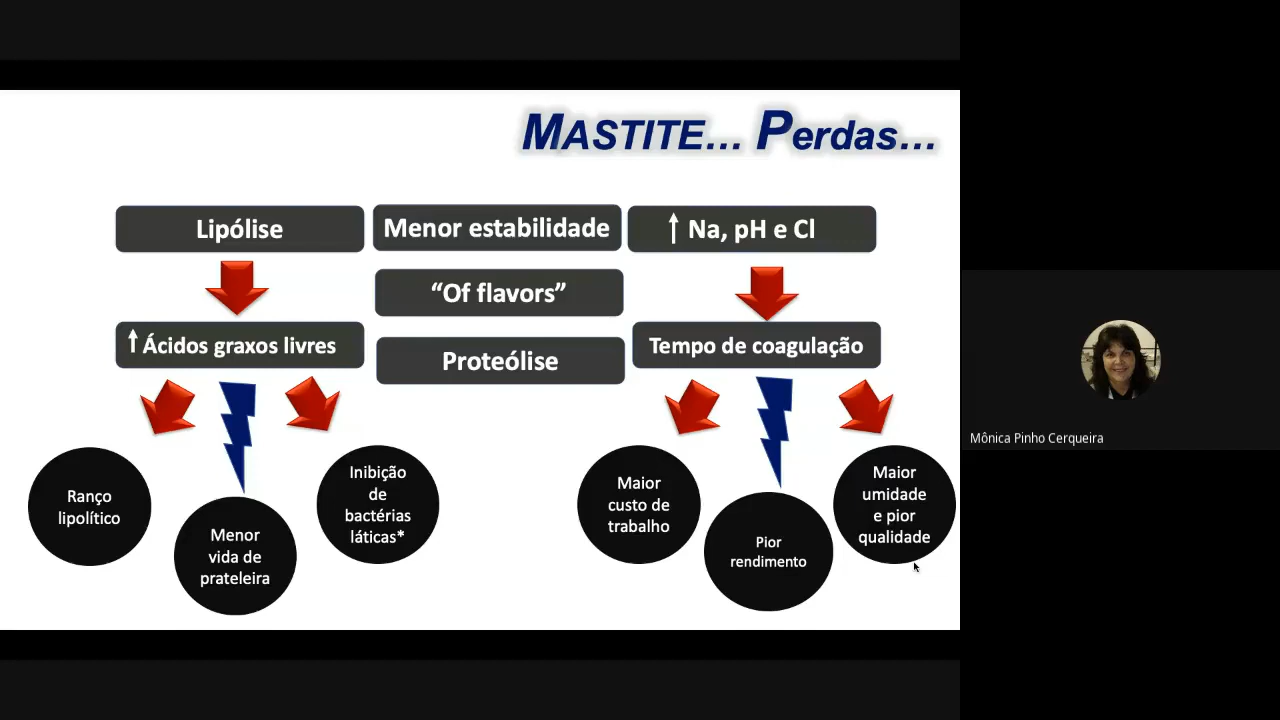 MASTITE... Perdas...
Lipólise
Menor estabilidade
↑ Na, pH e Cl
“Of flavors”
↑ Ácidos graxos livres
Proteólise
Tempo de coagulação
Ranço
lipolítico
Menor
vida de
prateleira
Inibição
de
bactérias
láticas*
Maior
custo de
trabalho
Pior
rendimento
Maior
umidade
e pior
qualidade
Mônica Pinho Cerqueira